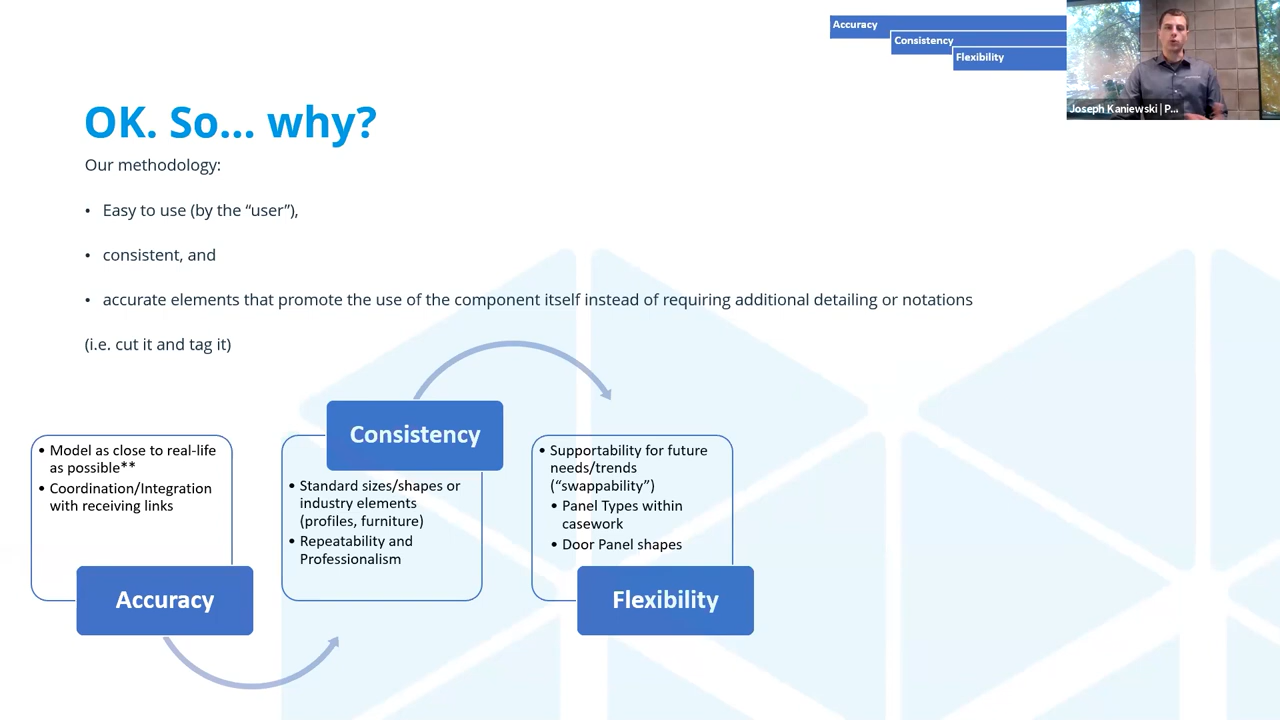 Accuracy
Consistency
Flexibility
Joseph Kaniewski | P...
OK. So... why?
Our methodology:
• Easy to use (by the “user”),
• consistent, and
• accurate elements that promote the use of the component itself instead of requiring additional detailing or notations
(i.e. cut it and tag it)
• Model as close to real-life
as possible**
• Coordination/Integration
with receiving links
Accuracy
Consistency
• Standard sizes/shapes or
industry elements
(profiles, furniture)
• Repeatability and
Professionalism
• Supportability for future
needs/trends
(“swappability”)
• Panel Types within
casework
• Door Panel shapes
Flexibility